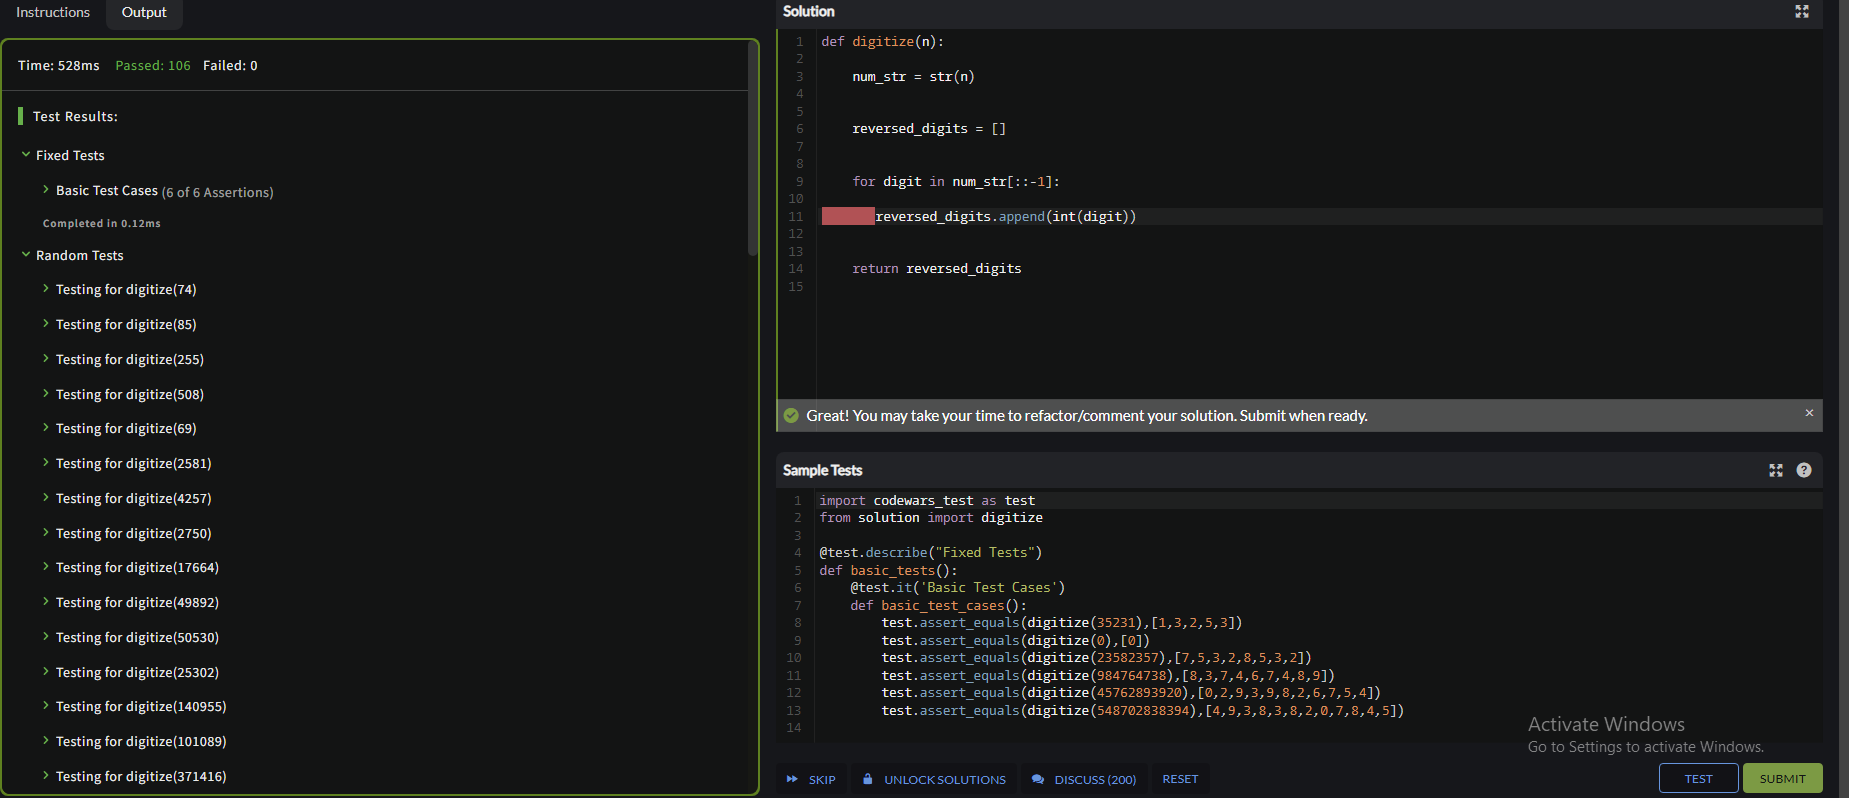 Instructions
Output
Time: 528ms Passed: 106 Failed: 0
Test Results:
Fixed Tests
Basic Test Cases (6 of 6 Assertions)
Completed in 0.12ms
Random Tests
Testing for digitize(74)
Testing for digitize(85)
Testing for digitize(255)
Testing for digitize(508)
Testing for digitize(69)
Testing for digitize(2581)
Testing for digitize(4257)
Testing for digitize(2750)
Testing for digitize(17664)
Testing for digitize(49892)
Testing for digitize(50530)
Testing for digitize(25302)
Testing for digitize(140955)
Testing for digitize(101089)
Testing for digitize(371416)
Solution
1 def digitize(n):
2
3     num_str = str(n)
4
5
6     reversed_digits = []
7
8
9     for digit in num_str[::-1]:
10
11        reversed_digits.append(int(digit))
12
13
14    return reversed_digits
15
Great! You may take your time to refactor/comment your solution. Submit when ready.
×
Sample Tests
?
1 import codewars_test as test
2 from solution import digitize
3
4 @test.describe("Fixed Tests")
5 def basic_tests():
6     @test.it('Basic Test Cases')
7     def basic_test_cases():
8         test.assert_equals(digitize(35231),[1,3,2,5,3])
9         test.assert_equals(digitize(0),[0])
10        test.assert_equals(digitize(23582357),[7,5,3,2,8,5,3,2])
11        test.assert_equals(digitize(984764738),[8,3,7,4,6,7,4,8,9])
12        test.assert_equals(digitize(45762893920),[0,2,9,3,9,8,2,6,7,5,4])
13        test.assert_equals(digitize(548702838394),[4,9,3,8,3,8,2,0,7,8,4,5])
14
Activate Windows
Go to Settings to activate Windows.
SKIP
UNLOCK SOLUTIONS
DISCUSS (200)
RESET
TEST
SUBMIT